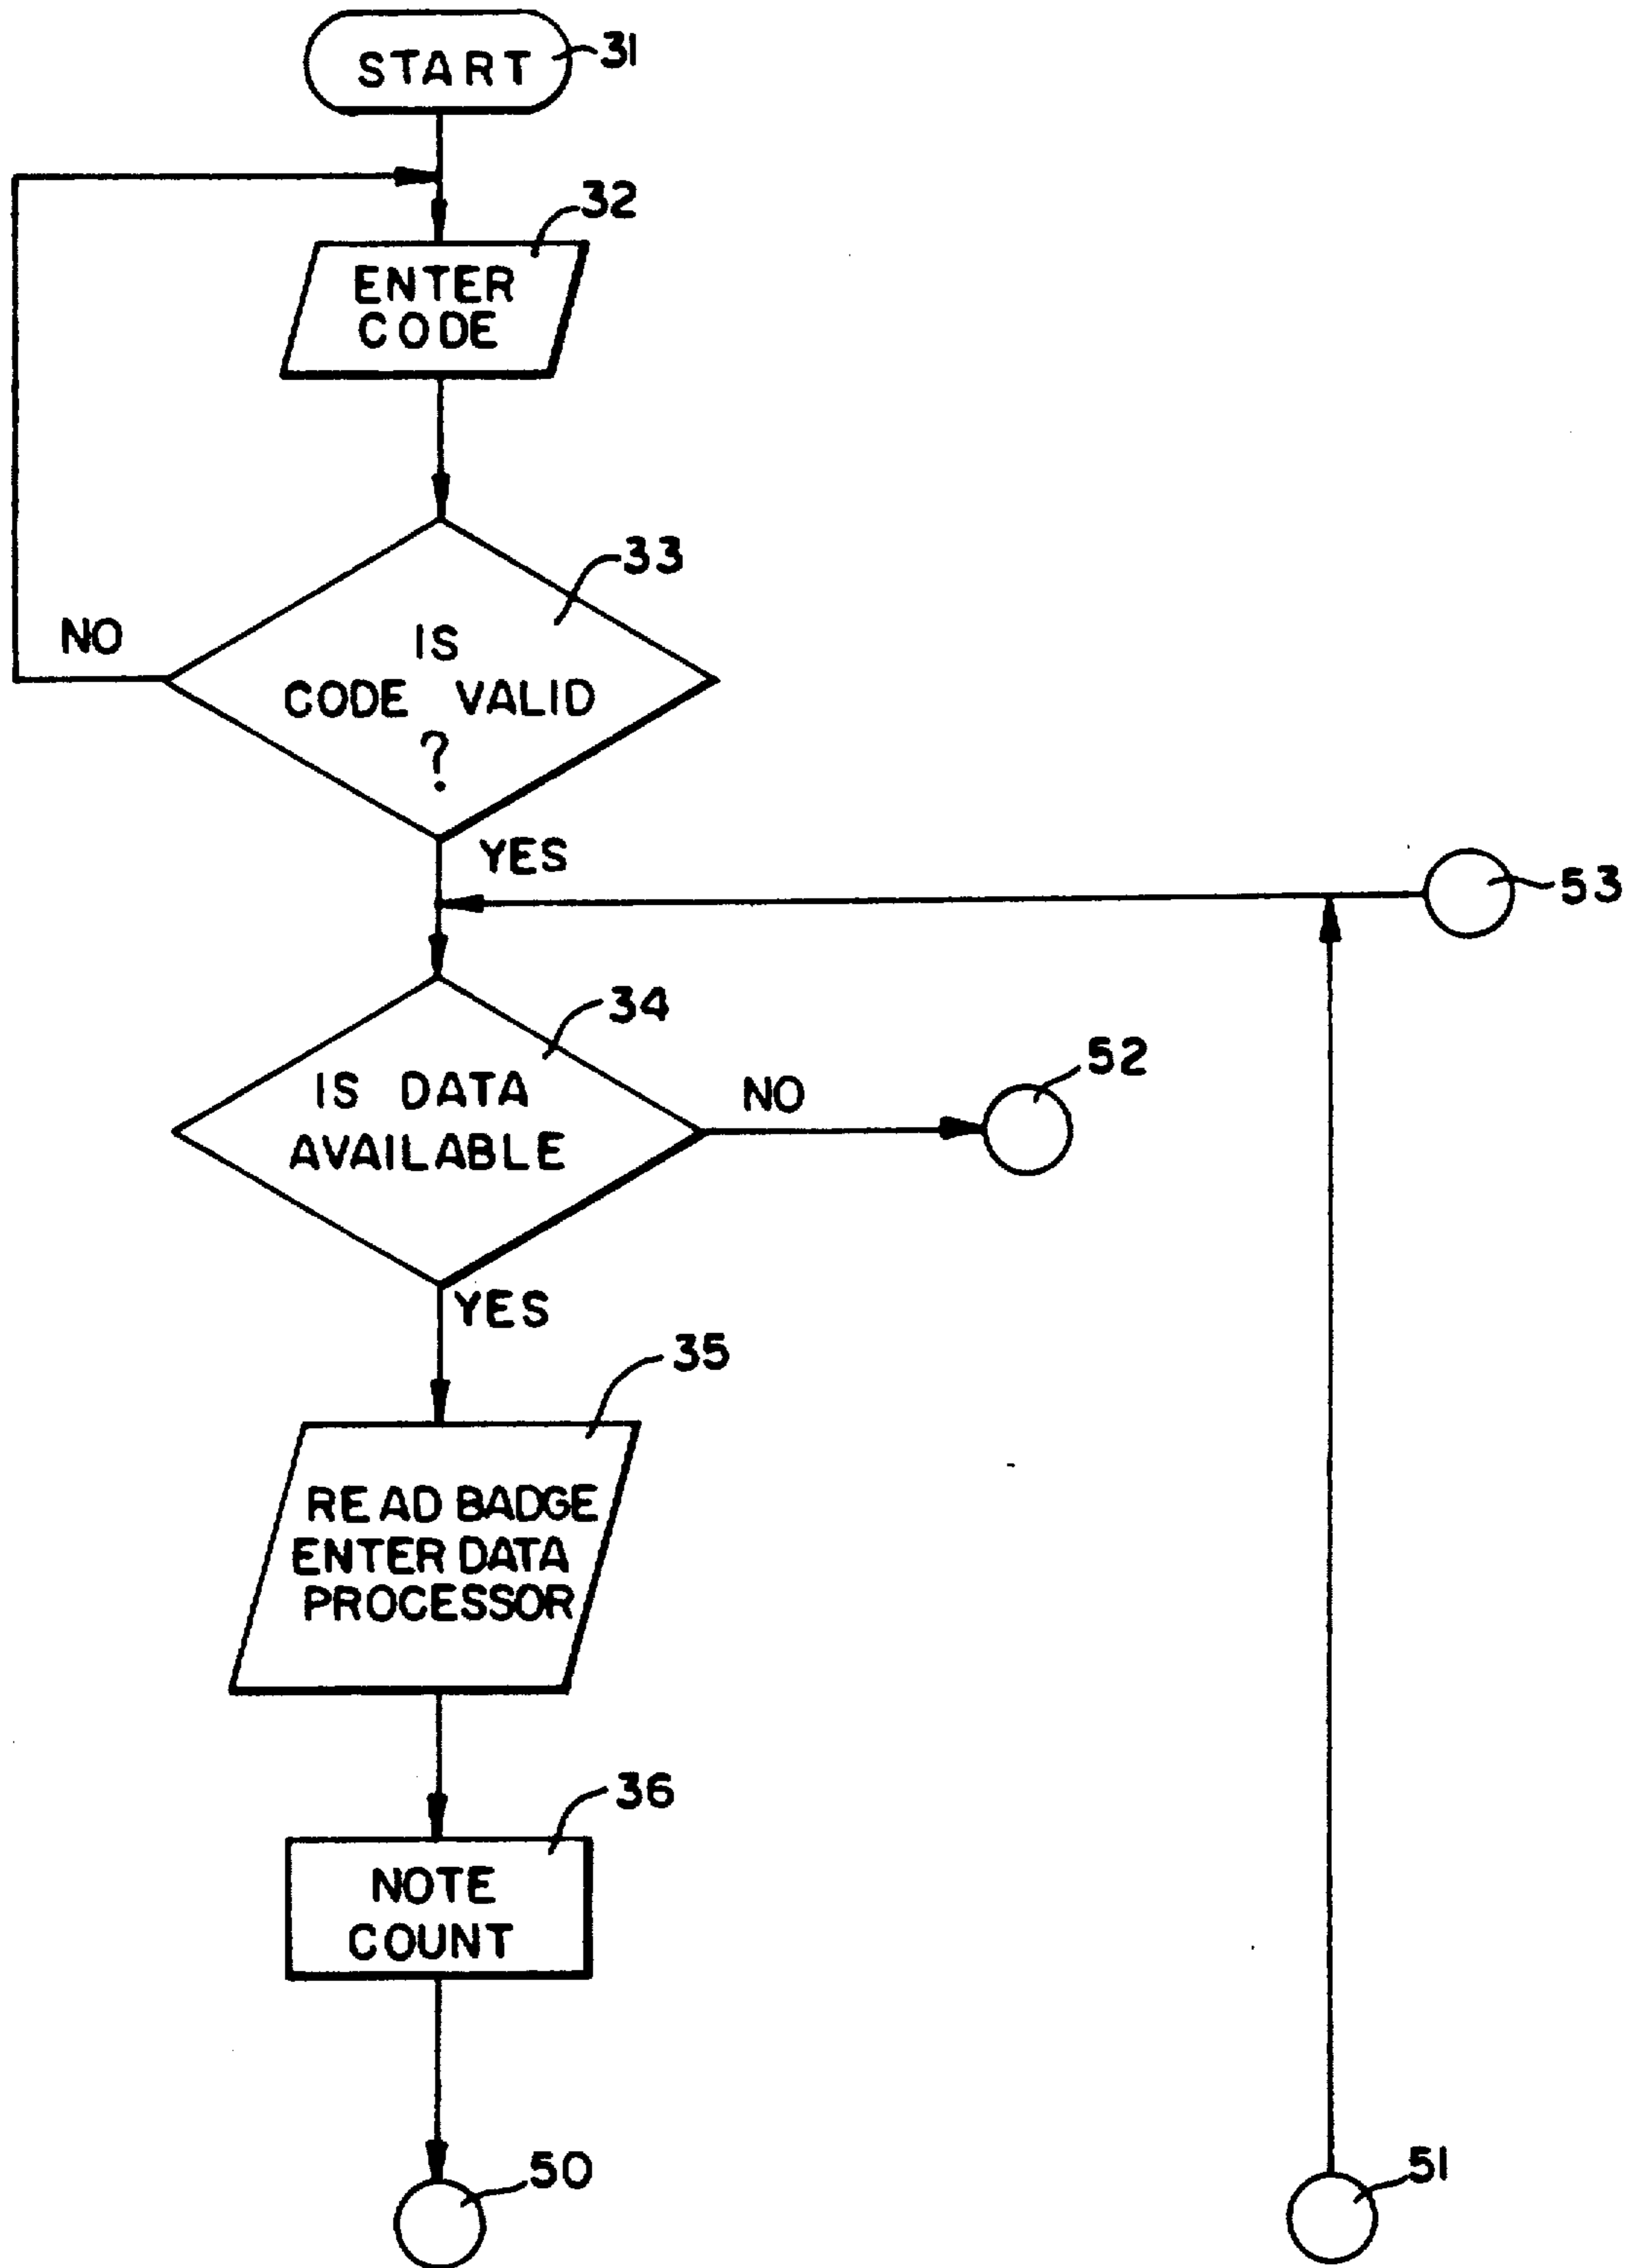 START
31
32
ENTER
CODE
33
NO
IS
CODE VALID
?
YES
53
34
52
IS DATA
AVAILABLE
NO
YES
35
READ BADGE
ENTER DATA
PROCESSOR
36
NOTE
COUNT
50
51